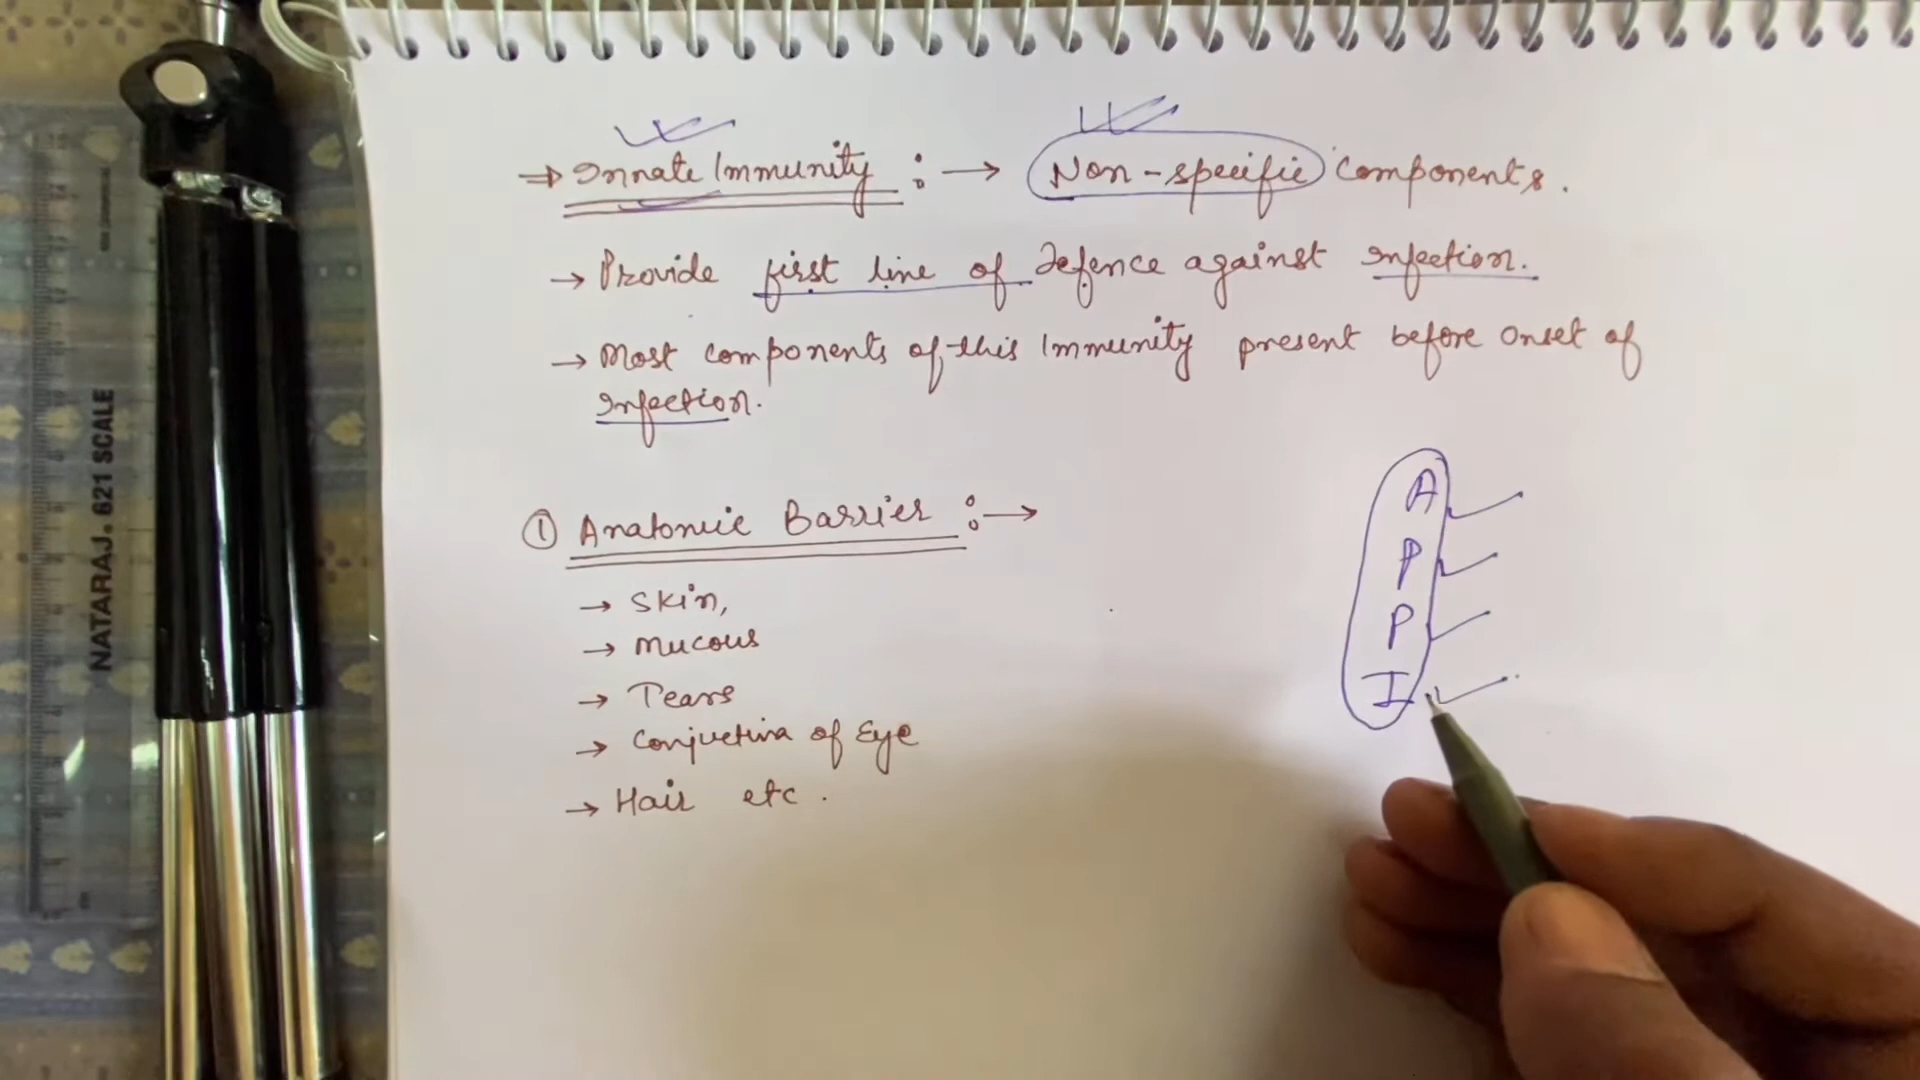 ⇒ Innate Immunity : → Non-specific components.
→ Provide first line of defence against Infection.
→ Most components of this Immunity present before onset of
Infection.
① Anatomic Barrier : →
→ Skin,
→ Mucous
→ Tears
→ Conjuctiva of Eye
→ Hair etc.
A
P
P
I
NATARAJ. 621 SCALE